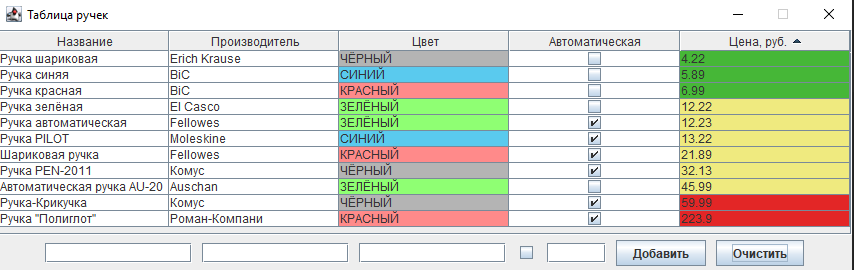 Таблица ручек
Название Производитель Цвет Автоматическая Цена, руб.
Ручка шариковая Erich Krause ЧЁРНЫЙ 4.22
Ручка синяя BiC СИНИЙ 5.89
Ручка красная BiC КРАСНЫЙ 6.99
Ручка зелёная El Casco ЗЕЛЁНЫЙ 12.22
Ручка автоматическая Fellowes ЗЕЛЁНЫЙ 12.23
Ручка PILOT Moleskine СИНИЙ 13.22
Шариковая ручка Fellowes КРАСНЫЙ 21.89
Ручка PEN-2011 Комус ЧЁРНЫЙ 32.13
Автоматическая ручка AU-20 Auschan ЗЕЛЁНЫЙ 45.99
Ручка-Крикучка Комус ЧЁРНЫЙ 59.99
Ручка "Полиглот" Роман-Компани КРАСНЫЙ 223.9
Добавить Очистить